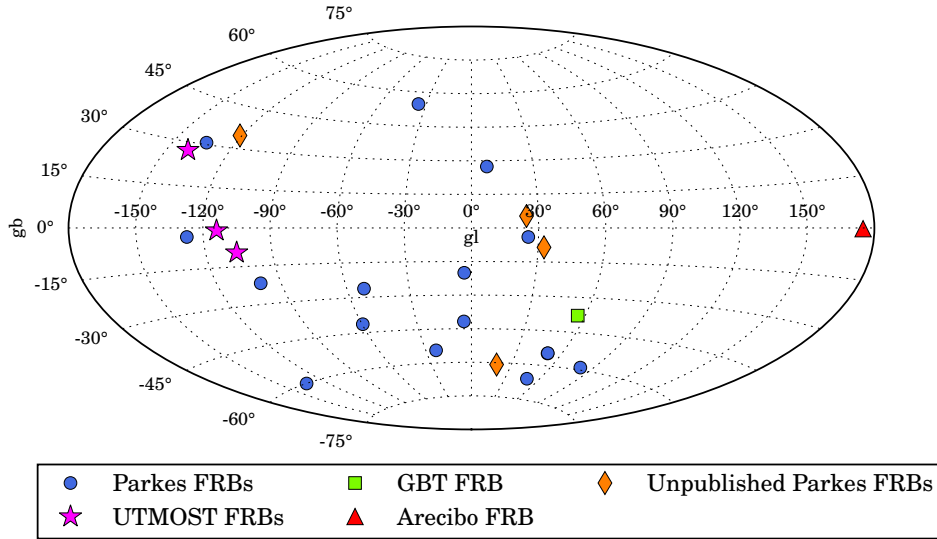 75°
60°
45°
30°
15°
-150° -120° -90° -60° -30° 0° 30° 60° 90° 120° 150°
0°
gb
gl
-15°
-30°
-45°
-60°
-75°
Parkes FRBs GBT FRB Unpublished Parkes FRBs
UTMOST FRBs Arecibo FRB